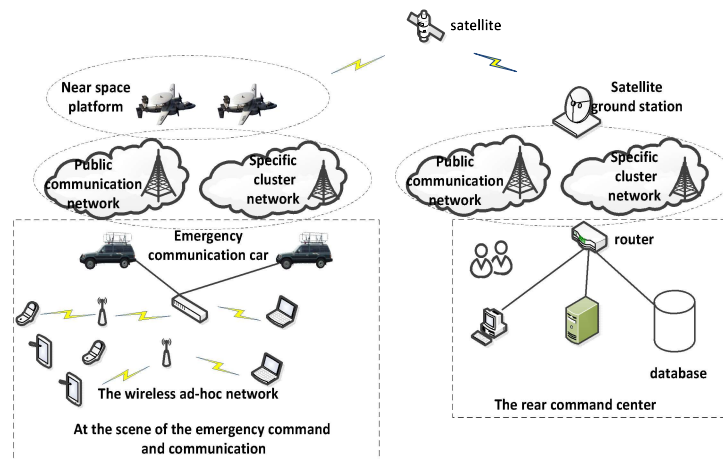 satellite
Near space
platform
Satellite
ground station
Public
communication
network
Specific
cluster
network
Public
communication
network
Specific
cluster
network
Emergency
communication car
router
database
The wireless ad-hoc network
The rear command center
At the scene of the emergency command
and communication